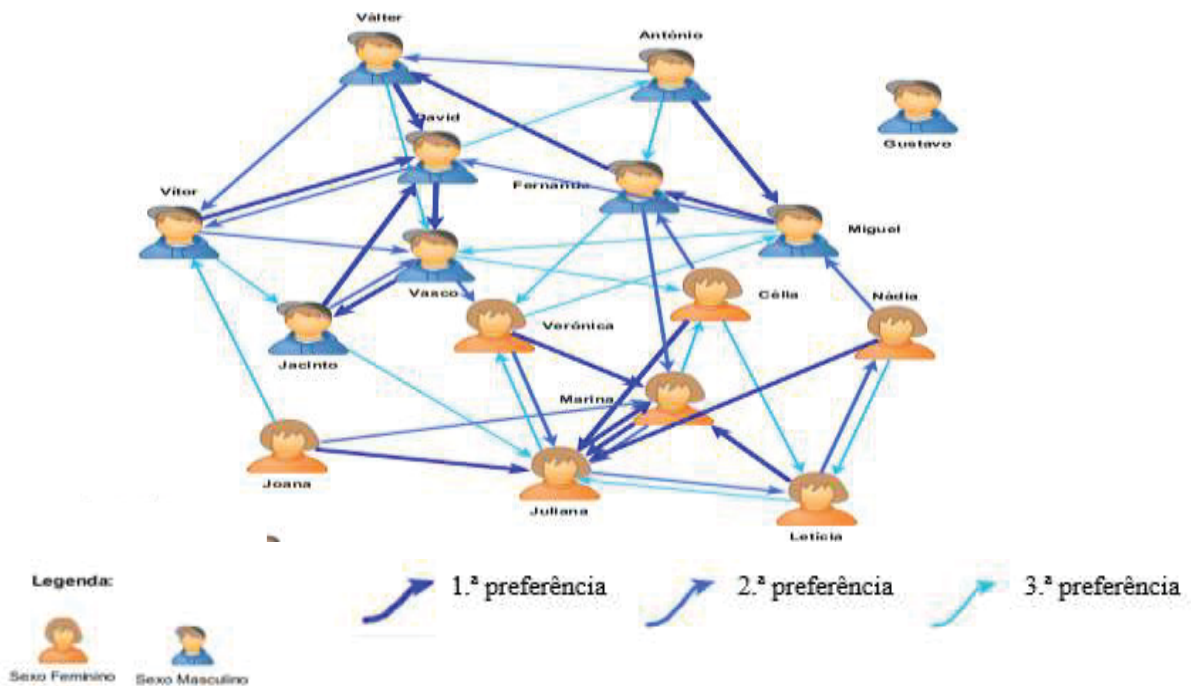 Válter
António
Gustavo
David
Fernando
Vítor
Miguel
Vasco
Célia
Nádia
Verónica
Jacinto
Marina
Joana
Juliana
Letícia
Legenda:
1.ª preferência
2.ª preferência
3.ª preferência
Sexo Feminino
Sexo Masculino